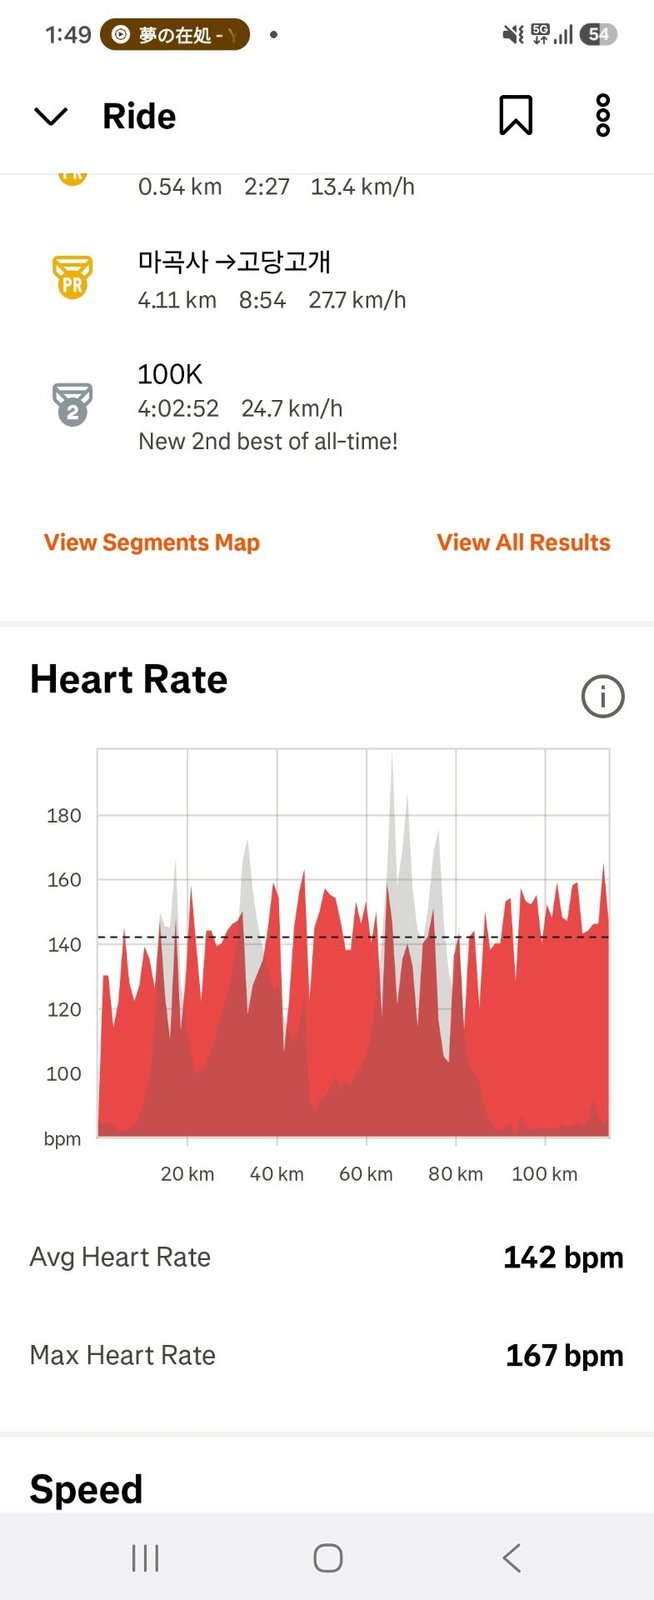 1:49 夢の在処 - 5G 54
Ride
0.54 km 2:27 13.4 km/h
PR 마곡사 →고당고개
4.11 km 8:54 27.7 km/h
100K
2 4:02:52 24.7 km/h
New 2nd best of all-time!
View Segments Map View All Results
Heart Rate
180
160
140
120
100
bpm
20 km 40 km 60 km 80 km 100 km
Avg Heart Rate 142 bpm
Max Heart Rate 167 bpm
Speed